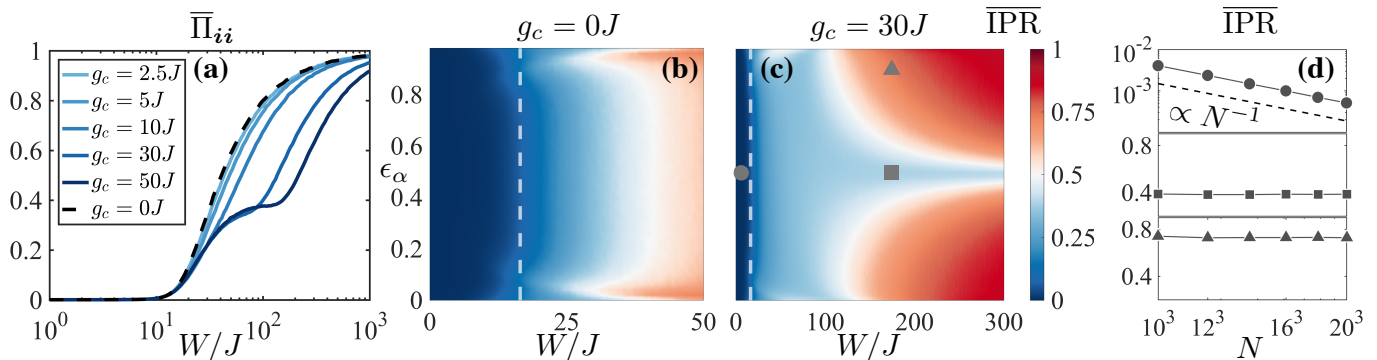 Π̅ᵢᵢ
(a)
g_c = 2.5J
g_c = 5J
g_c = 10J
g_c = 30J
g_c = 50J
g_c = 0J
1
0.8
0.6
0.4
0.2
0
10⁰ 10¹ 10² 10³
W/J
g_c = 0J
(b)
ϵ_α
0.8
0.6
0.4
0.2
0
0 25 50
W/J
g_c = 30J
(c)
0 100 200 300
W/J
IPR
1
0.75
0.5
0.25
0
IPR
(d)
10⁻²
10⁻³
∝ N⁻¹
0.8
0.4
0.8
0.4
10³ 12³ 16³ 20³
N